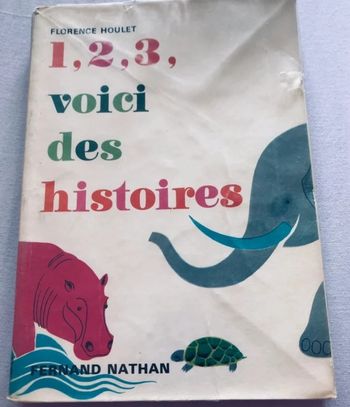 FLORENCE HOULET
1, 2, 3,
voici
des
histoires
FERNAND NATHAN